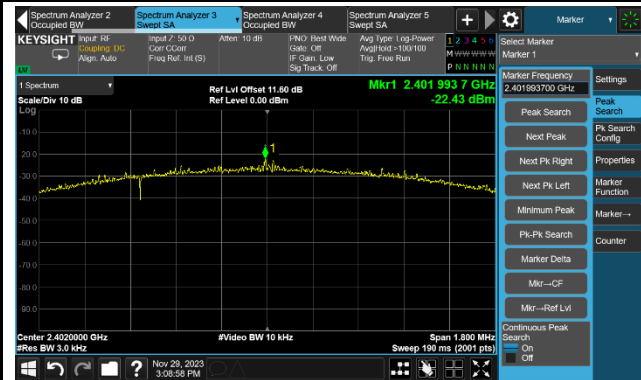 Spectrum Analyzer 2
Occupied BW
Spectrum Analyzer 3
Swept SA
Spectrum Analyzer 4
Occupied BW
Spectrum Analyzer 5
Swept SA
Marker
KEYSIGHT
Input: RF
Coupling: DC
Align: Auto
Input Z: 50 Ω
Corr CCorr
Freq Ref: Int (S)
Atten: 10 dB
PNO: Best Wide
Gate: Off
IF Gain: Low
Sig Track: Off
Avg Type: Log-Power
Avg|Hold:>100/100
Trig: Free Run
1 2 3 4 5 6
M W W W W W
P N N N N N
LXI
Select Marker
Marker 1
1 Spectrum
Scale/Div 10 dB
Log
Ref Lvl Offset 11.60 dB
Ref Level 0.00 dBm
Mkr1 2.401 993 7 GHz
-22.43 dBm
1
-10.0
-20.0
-30.0
-40.0
-50.0
-60.0
-70.0
-80.0
-90.0
Center 2.4020000 GHz
#Res BW 3.0 kHz
#Video BW 10 kHz
Span 1.800 MHz
Sweep 190 ms (2001 pts)
Marker Frequency
2.401993700 GHz
Peak Search
Next Peak
Next Pk Right
Next Pk Left
Minimum Peak
Pk-Pk Search
Marker Delta
Mkr→CF
Mkr→Ref Lvl
Continuous Peak
Search
On
Off
Settings
Peak
Search
Pk Search
Config
Properties
Marker
Function
Marker→
Counter
Nov 29, 2023
3:08:58 PM